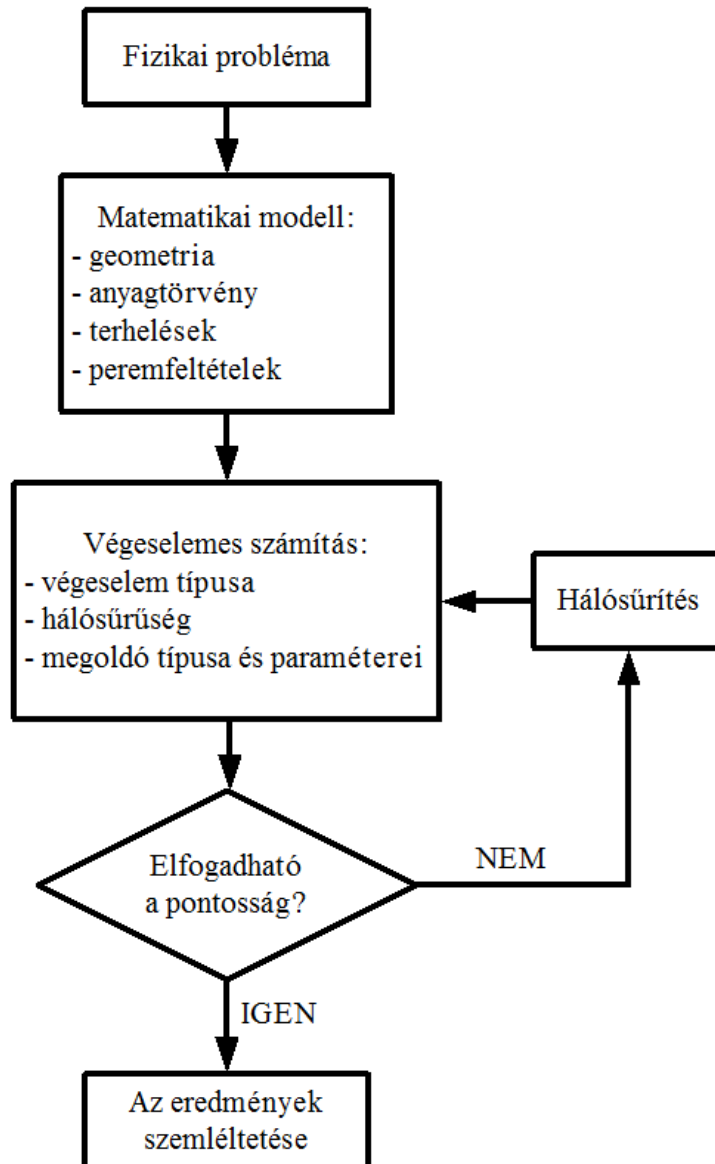 Fizikai probléma
Matematikai modell:
- geometria
- anyagtörvény
- terhelések
- peremfeltételek
Végeselemes számítás:
- végeselem típusa
- hálósűrűség
- megoldó típusa és paraméterei
Hálósűrítés
Elfogadható
a pontosság?
NEM
IGEN
Az eredmények
szemléltetése